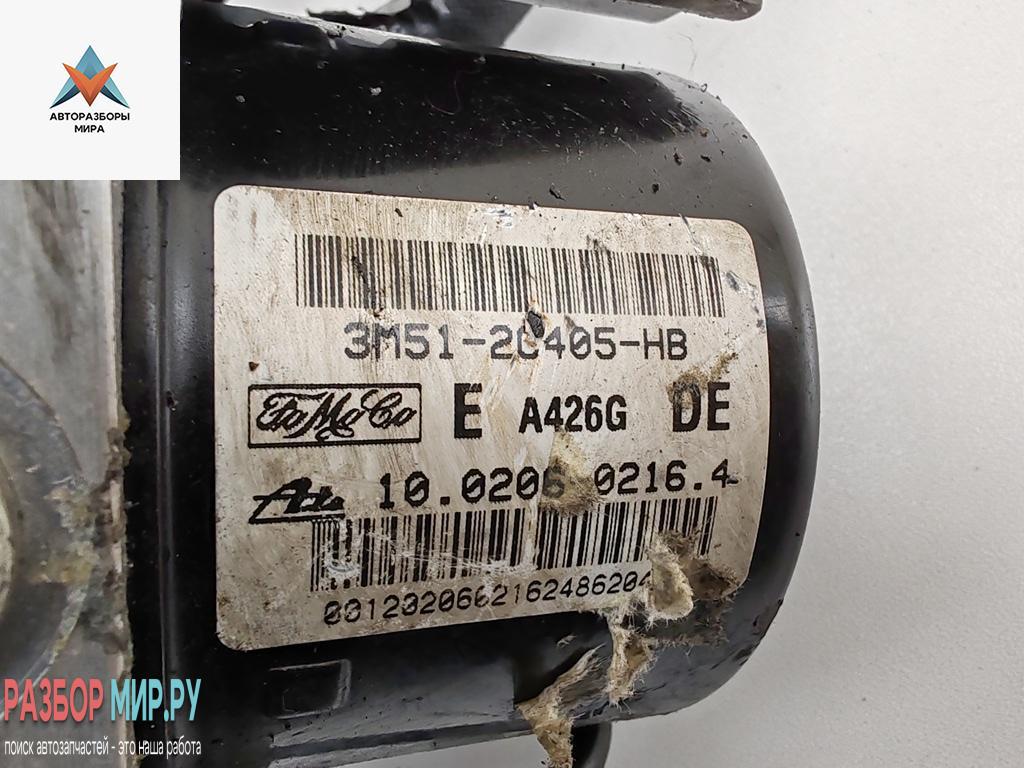 АВТОРАЗБОРЫ
МИРА
3M51-2C405-HB
FoMoCo E A426G DE
Ate 10.0206 0216.4
РАЗБОР МИР.РУ
поиск автозапчастей - это наша работа